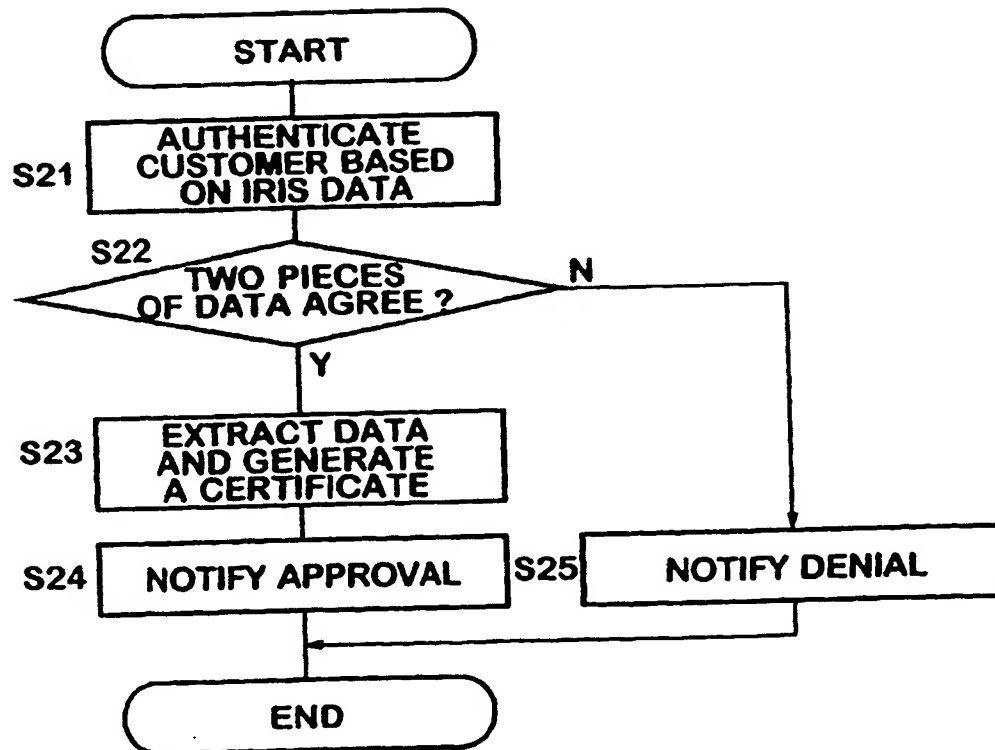 START
S21
AUTHENTICATE
CUSTOMER BASED
ON IRIS DATA
S22
TWO PIECES
OF DATA AGREE ?
N
Y
S23
EXTRACT DATA
AND GENERATE
A CERTIFICATE
S24
NOTIFY APPROVAL
S25
NOTIFY DENIAL
END